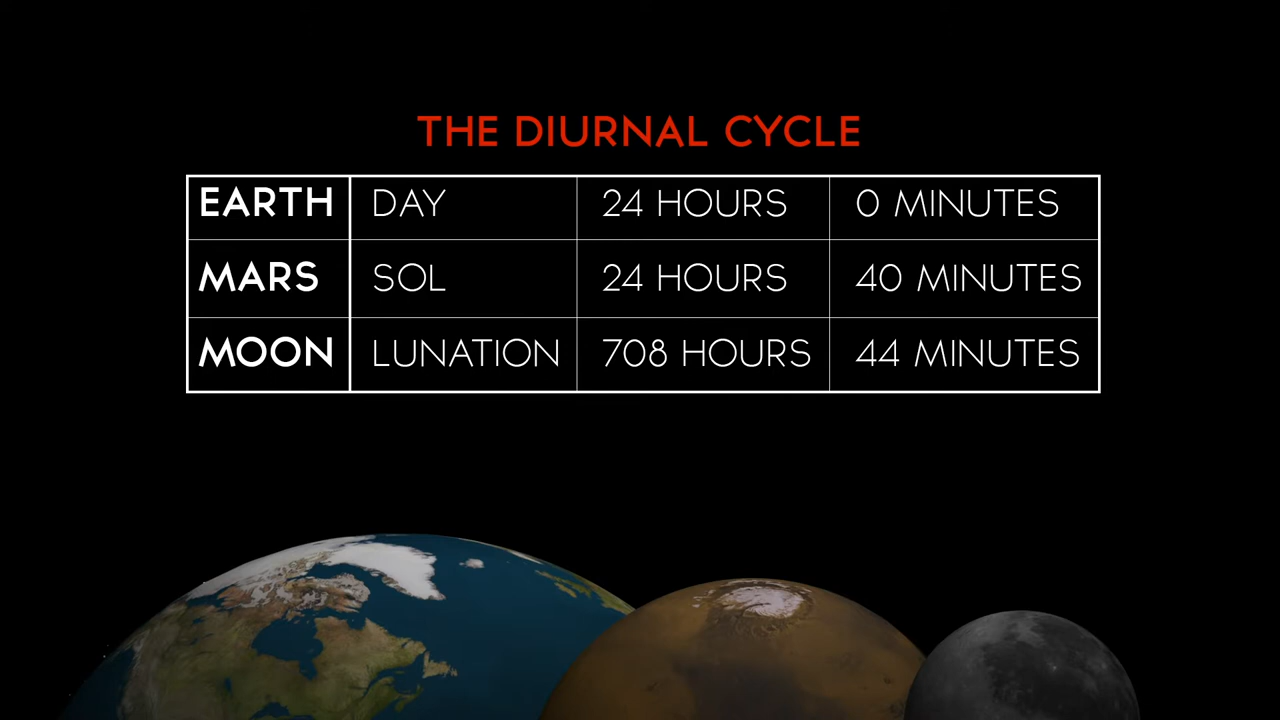 THE DIURNAL CYCLE
EARTH DAY 24 HOURS 0 MINUTES
MARS SOL 24 HOURS 40 MINUTES
MOON LUNATION 708 HOURS 44 MINUTES